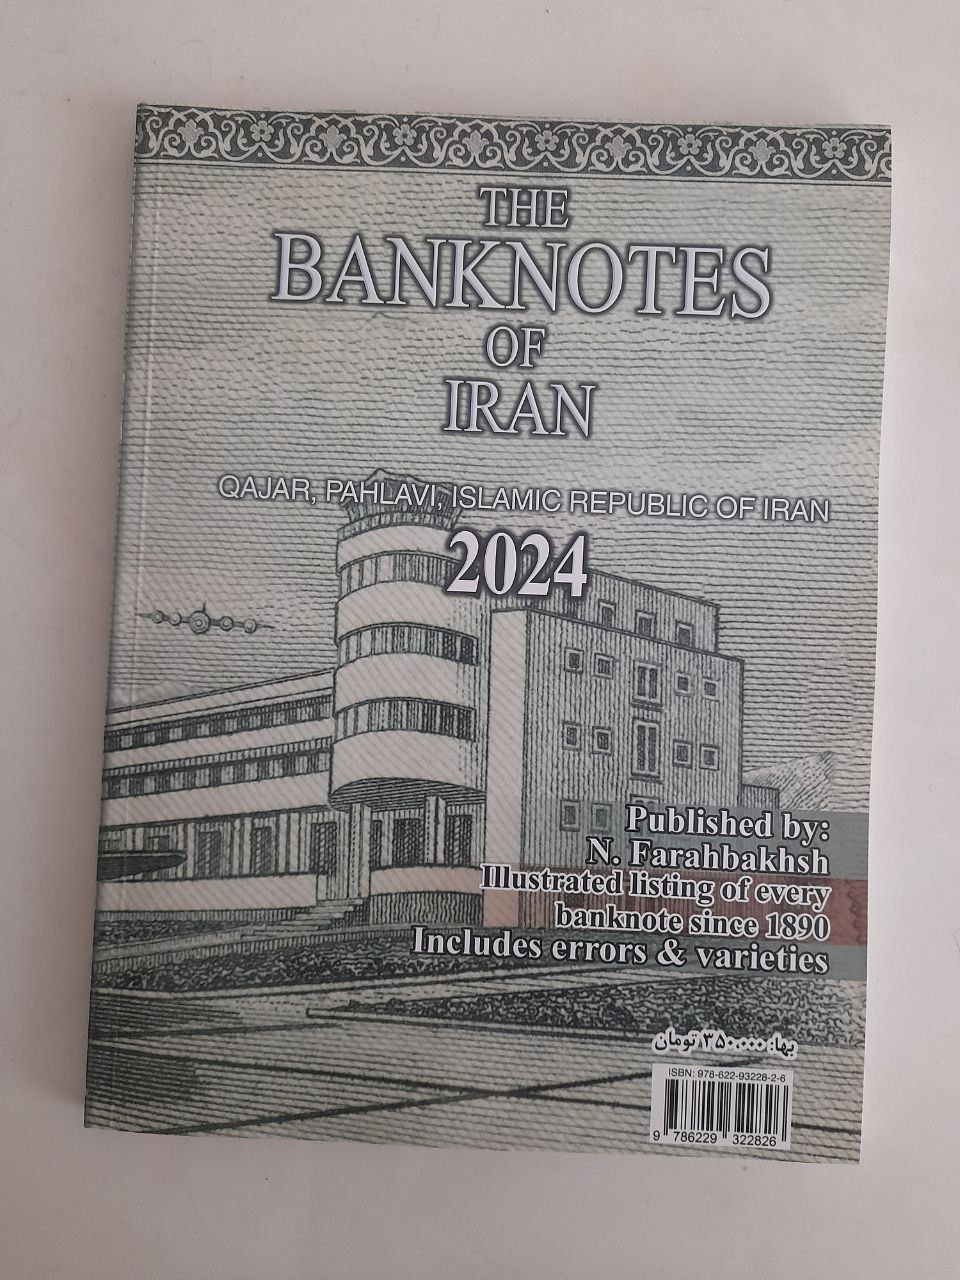 THE
BANKNOTES
OF
IRAN
QAJAR, PAHLAVI, ISLAMIC REPUBLIC OF IRAN
2024
Published by:
N. Farahbakhsh
Illustrated listing of every
banknote since 1890
Includes errors & varieties
بها: ۳۵۰،۰۰۰ تومان
ISBN: 978-622-93228-2-6
9 786229 322826